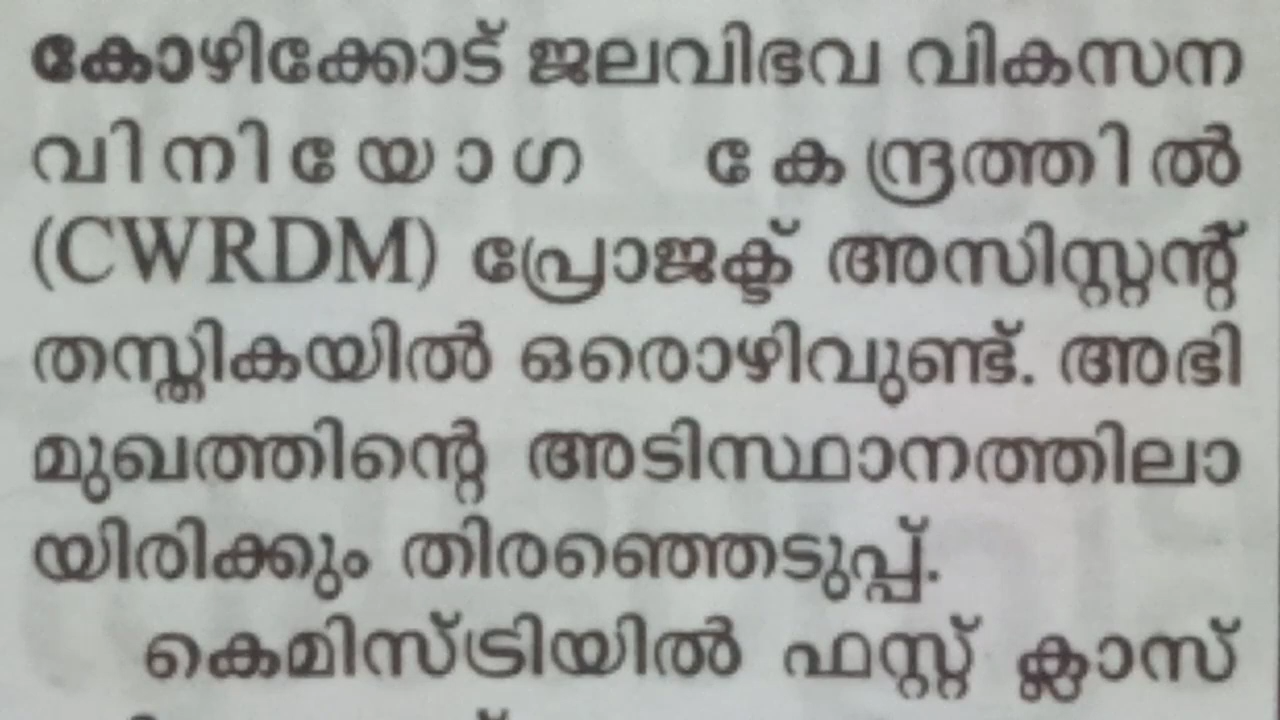 കോഴിക്കോട് ജലവിഭവ വികസന
വിനിയോഗ കേന്ദ്രത്തിൽ
(CWRDM) പ്രോജക്ട് അസിസ്റ്റന്റ്
തസ്തികയിൽ ഒരൊഴിവുണ്ട്. അഭി
മുഖത്തിന്റെ അടിസ്ഥാനത്തിലാ
യിരിക്കും തിരഞ്ഞെടുപ്പ്.
കെമിസ്ട്രിയിൽ ഫസ്റ്റ് ക്ലാസ്